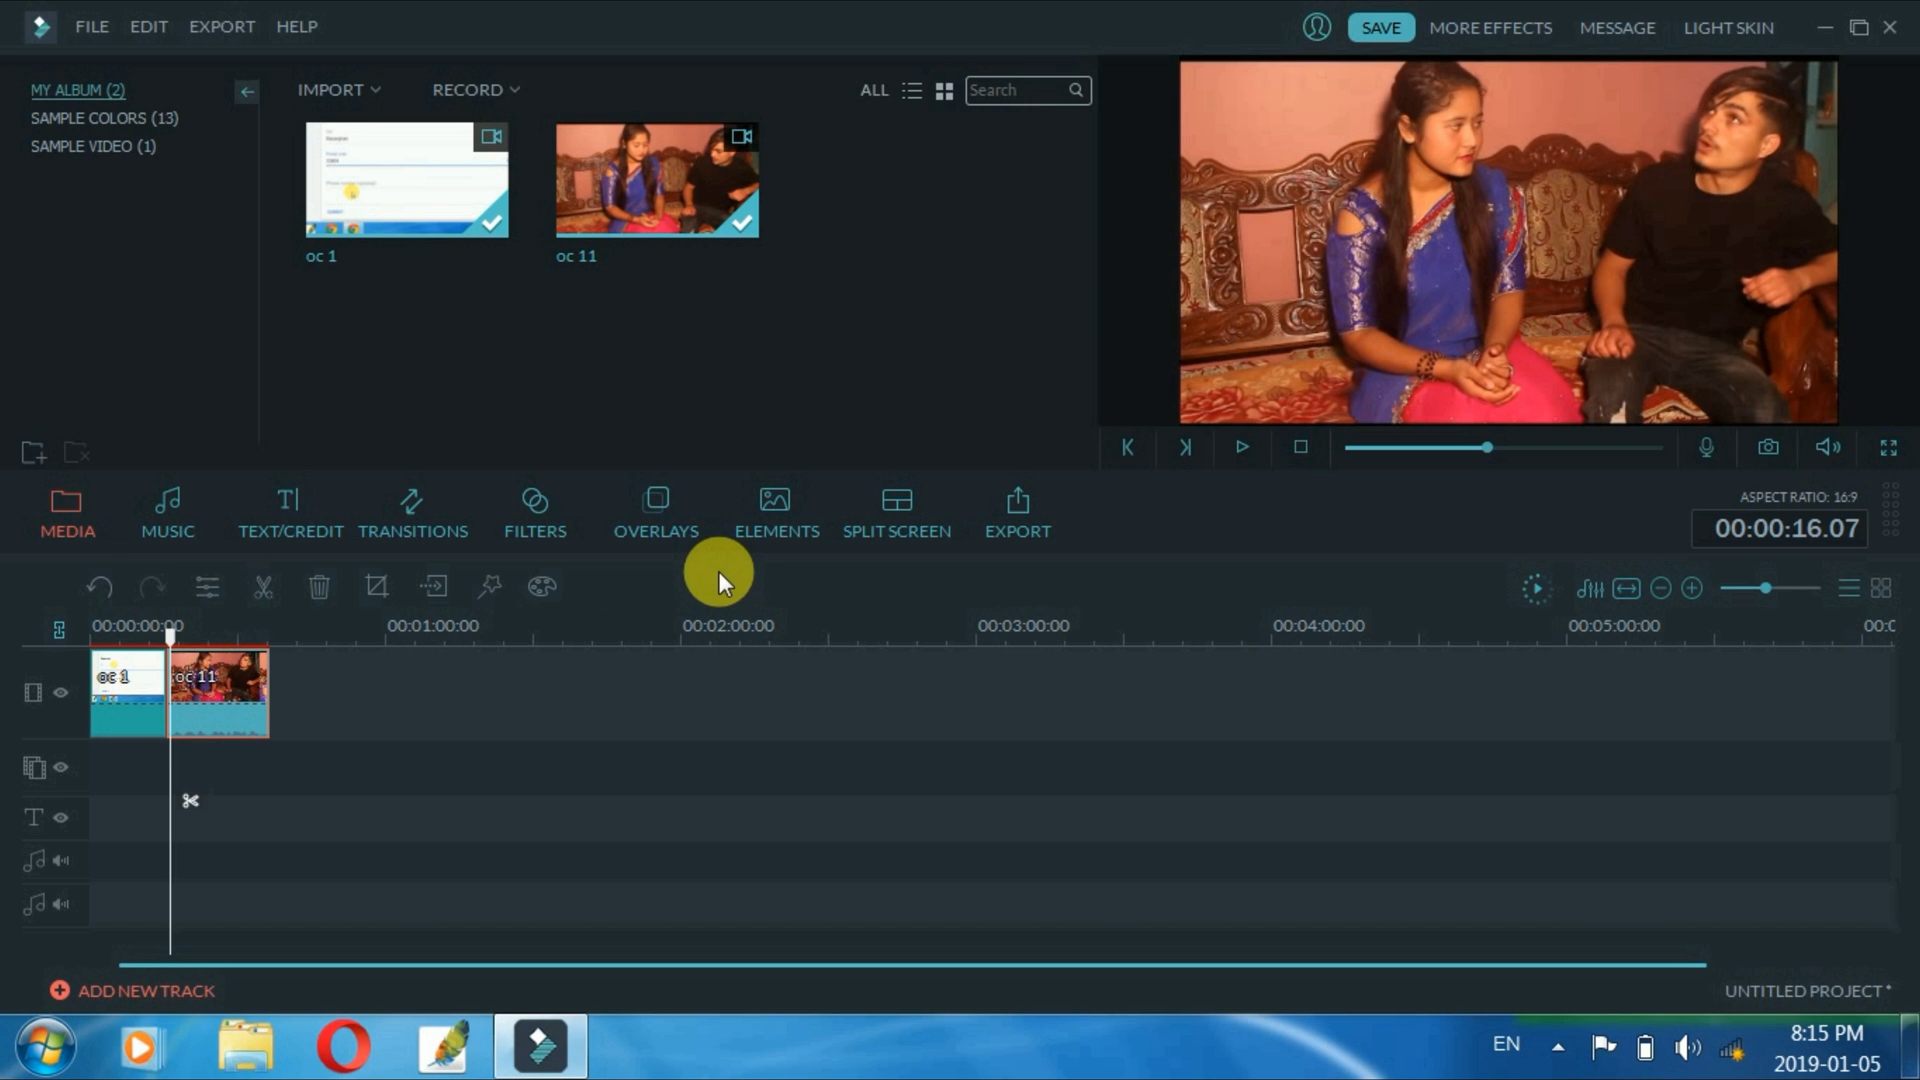 FILE EDIT EXPORT HELP
SAVE MORE EFFECTS MESSAGE LIGHT SKIN
MY ALBUM (2)
SAMPLE COLORS (13)
SAMPLE VIDEO (1)
IMPORT RECORD ALL Search
oc 1 oc 11
MEDIA MUSIC TEXT/CREDIT TRANSITIONS FILTERS OVERLAYS ELEMENTS SPLIT SCREEN EXPORT
ASPECT RATIO: 16:9
00:00:16.07
00:00:00:00 00:01:00:00 00:02:00:00 00:03:00:00 00:04:00:00 00:05:00:00
oc 1 oc 11
ADD NEW TRACK
UNTITLED PROJECT *
EN
8:15 PM
2019-01-05